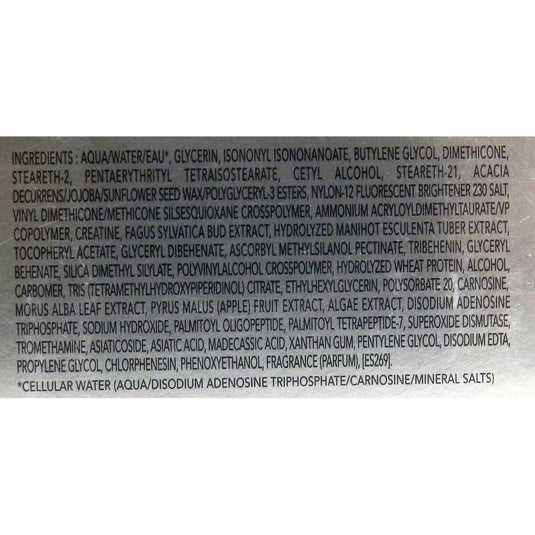 INGREDIENTS : AQUA/WATER/EAU*, GLYCERIN, ISONONYL ISONONANOATE, BUTYLENE GLYCOL, DIMETHICONE,
STEARETH-2, PENTAERYTHRITYL TETRAISOSTEARATE, CETYL ALCOHOL, STEARETH-21, ACACIA
DECURRENS/JOJOBA/SUNFLOWER SEED WAX/POLYGLYCERYL-3 ESTERS, NYLON-12 FLUORESCENT BRIGHTENER 230 SALT,
VINYL DIMETHICONE/METHICONE SILSESQUIOXANE CROSSPOLYMER, AMMONIUM ACRYLOYLDIMETHYLTAURATE/VP
COPOLYMER, CREATINE, FAGUS SYLVATICA BUD EXTRACT, HYDROLYZED MANIHOT ESCULENTA TUBER EXTRACT,
TOCOPHERYL ACETATE, GLYCERYL DIBEHENATE, ASCORBYL METHYLSILANOL PECTINATE, TRIBEHENIN, GLYCERYL
BEHENATE, SILICA DIMETHYL SILYLATE, POLYVINYLALCOHOL CROSSPOLYMER, HYDROLYZED WHEAT PROTEIN, ALCOHOL,
CARBOMER, TRIS (TETRAMETHYLHYDROXYPIPERIDINOL) CITRATE, ETHYLHEXYLGLYCERIN, POLYSORBATE 20, CARNOSINE,
MORUS ALBA LEAF EXTRACT, PYRUS MALUS (APPLE) FRUIT EXTRACT, ALGAE EXTRACT, DISODIUM ADENOSINE
TRIPHOSPHATE, SODIUM HYDROXIDE, PALMITOYL OLIGOPEPTIDE, PALMITOYL TETRAPEPTIDE-7, SUPEROXIDE DISMUTASE,
TROMETHAMINE, ASIATICOSIDE, ASIATIC ACID, MADECASSIC ACID, XANTHAN GUM, PENTYLENE GLYCOL, DISODIUM EDTA,
PROPYLENE GLYCOL, CHLORPHENESIN, PHENOXYETHANOL, FRAGRANCE (PARFUM), [ES269].
*CELLULAR WATER (AQUA/DISODIUM ADENOSINE TRIPHOSPHATE/CARNOSINE/MINERAL SALTS)